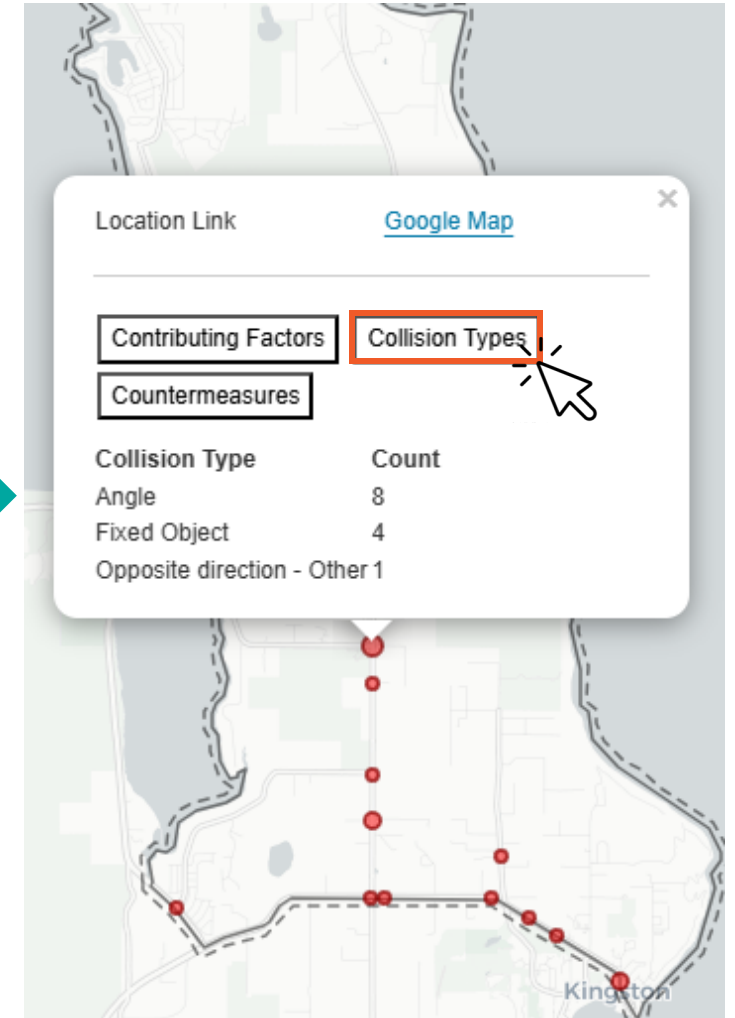 ×
Location Link Google Map
Contributing Factors Collision Types
Countermeasures
Collision Type Count
Angle 8
Fixed Object 4
Opposite direction - Other 1
Kingston